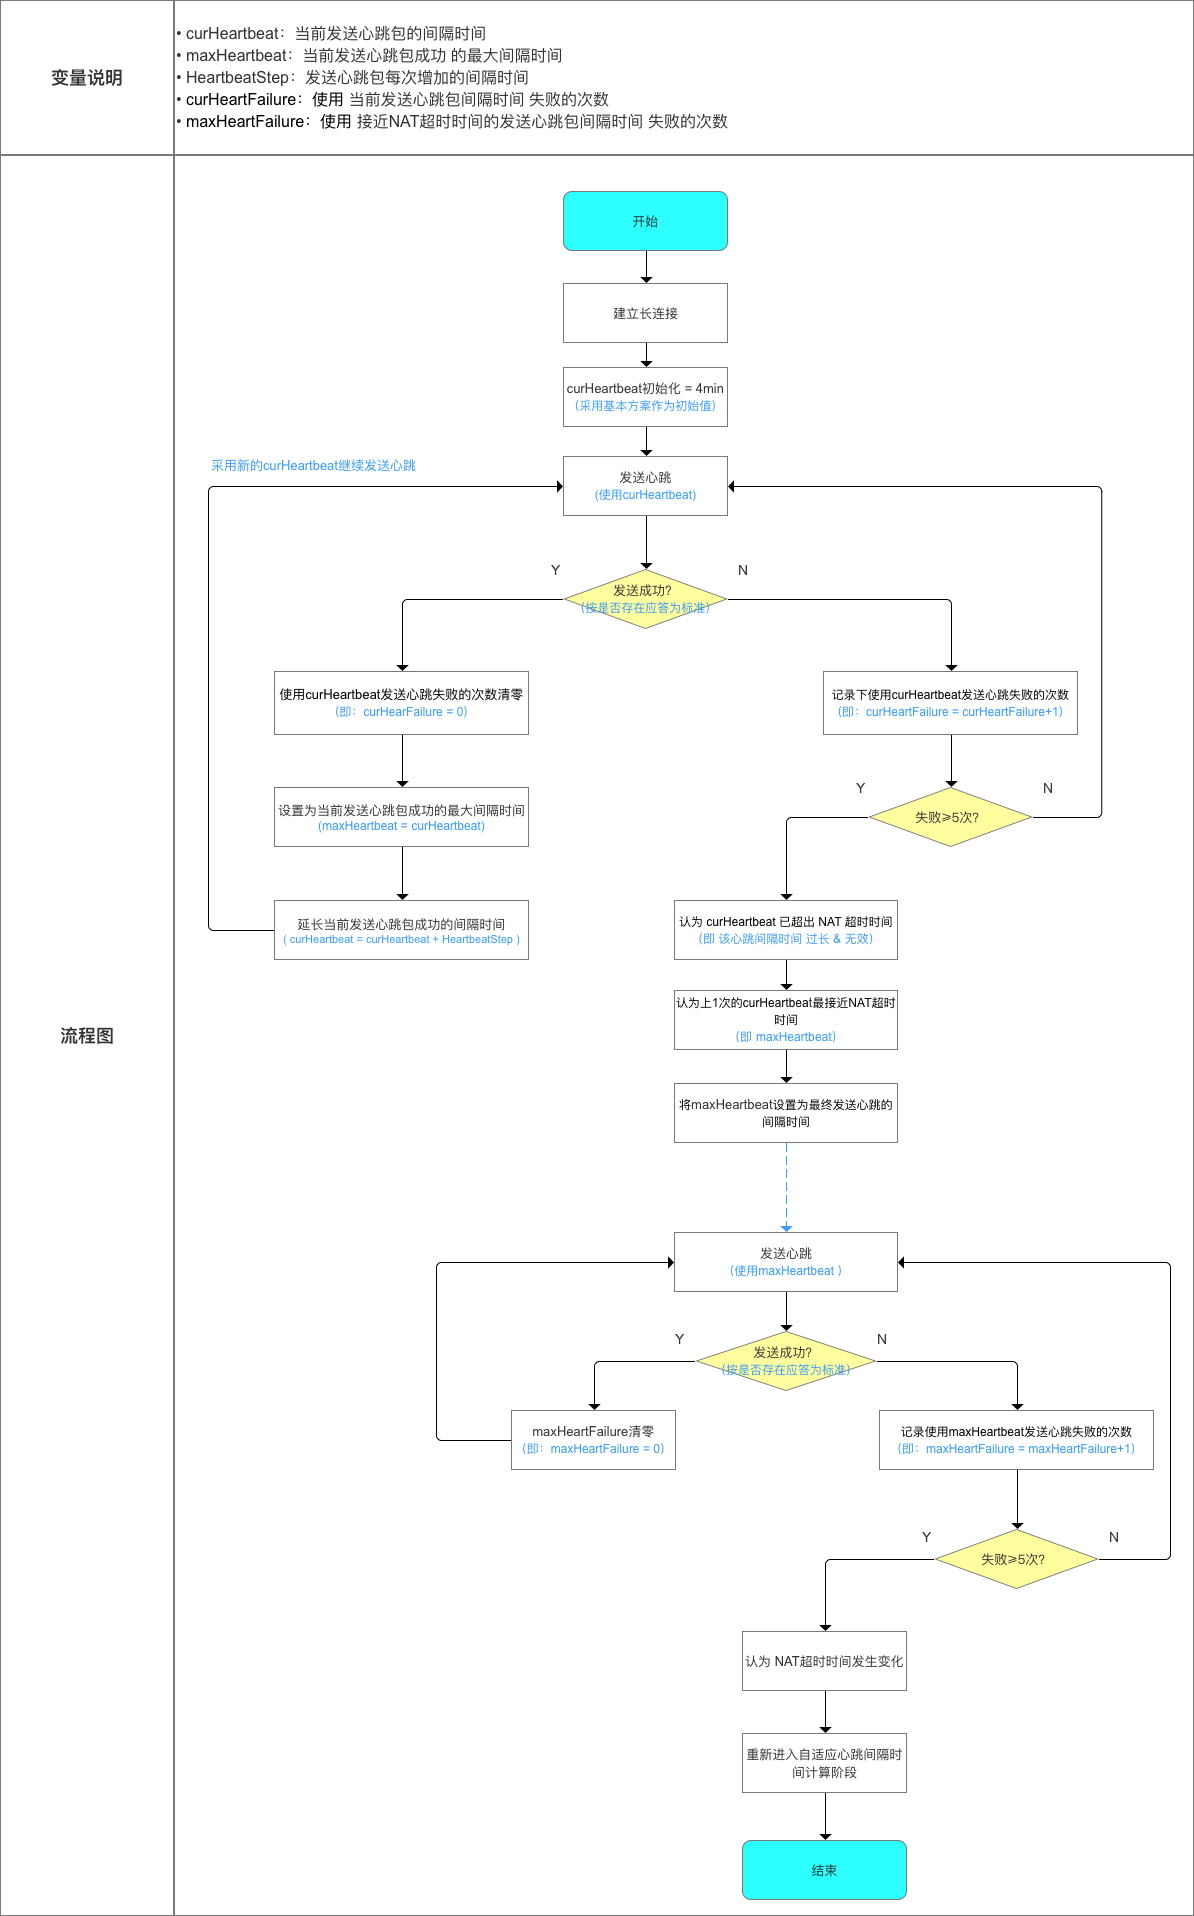 变量说明
• curHeartbeat：当前发送心跳包的间隔时间
• maxHeartbeat：当前发送心跳包成功 的最大间隔时间
• HeartbeatStep：发送心跳包每次增加的间隔时间
• curHeartFailure：使用 当前发送心跳包间隔时间 失败的次数
• maxHeartFailure：使用 接近NAT超时时间的发送心跳包间隔时间 失败的次数
流程图
开始
建立长连接
curHeartbeat初始化 = 4min
（采用基本方案作为初始值）
采用新的curHeartbeat继续发送心跳
发送心跳
(使用curHeartbeat)
Y
N
发送成功？
（按是否存在应答为标准）
使用curHeartbeat发送心跳失败的次数清零
（即：curHearFailure = 0)
记录下使用curHeartbeat发送心跳失败的次数
（即：curHeartFailure = curHeartFailure+1）
设置为当前发送心跳包成功的最大间隔时间
(maxHeartbeat = curHeartbeat)
Y
N
失败≥5次？
延长当前发送心跳包成功的间隔时间
( curHeartbeat = curHeartbeat + HeartbeatStep )
认为 curHeartbeat 已超出 NAT 超时时间
（即 该心跳间隔时间 过长 & 无效）
认为上1次的curHeartbeat最接近NAT超时
时间
（即 maxHeartbeat）
将maxHeartbeat设置为最终发送心跳的
间隔时间
发送心跳
（使用maxHeartbeat )
Y
N
发送成功？
（按是否存在应答为标准）
maxHeartFailure清零
（即：maxHeartFailure = 0）
记录使用maxHeartbeat发送心跳失败的次数
（即：maxHeartFailure = maxHeartFailure+1）
Y
N
失败≥5次？
认为 NAT超时时间发生变化
重新进入自适应心跳间隔时
间计算阶段
结束